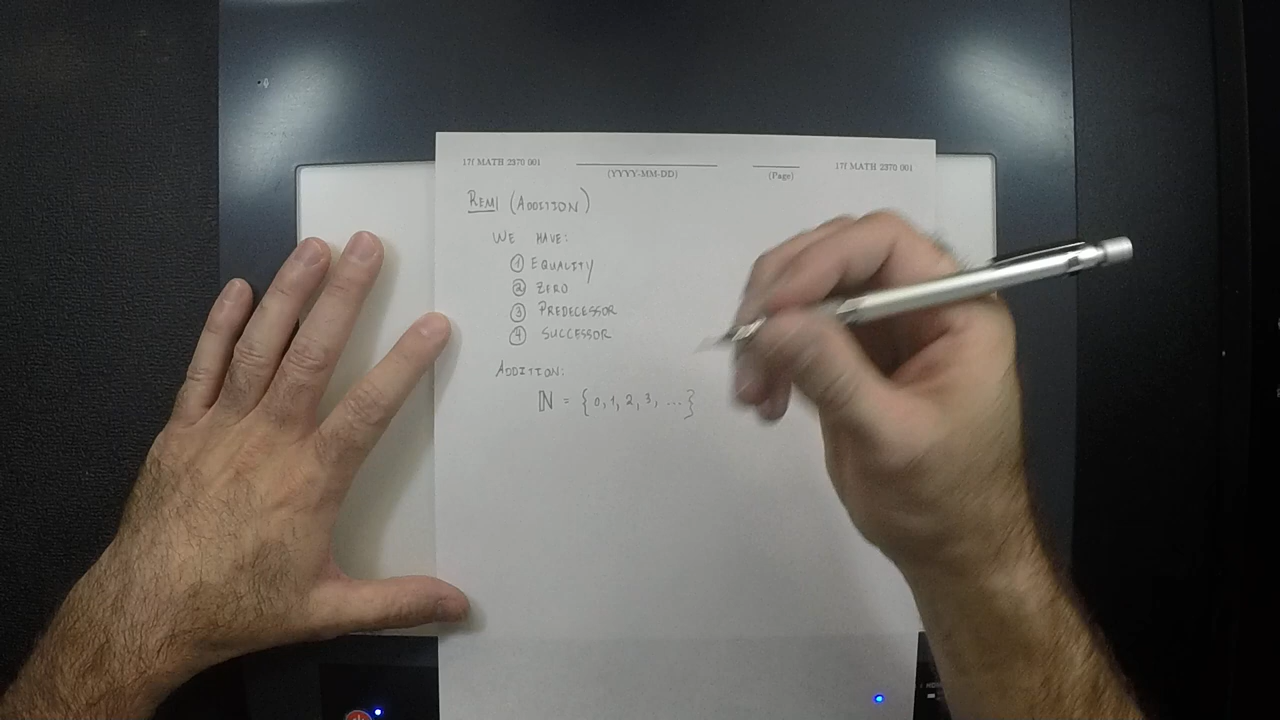 17f MATH 2370 001 (YYYY-MM-DD) (Page) 17f MATH 2370 001
REM| (ADDITION)
WE HAVE:
① EQUALITY
② ZERO
③ PREDECESSOR
④ SUCCESSOR
ADDITION:
ℕ = {0, 1, 2, 3, ...}